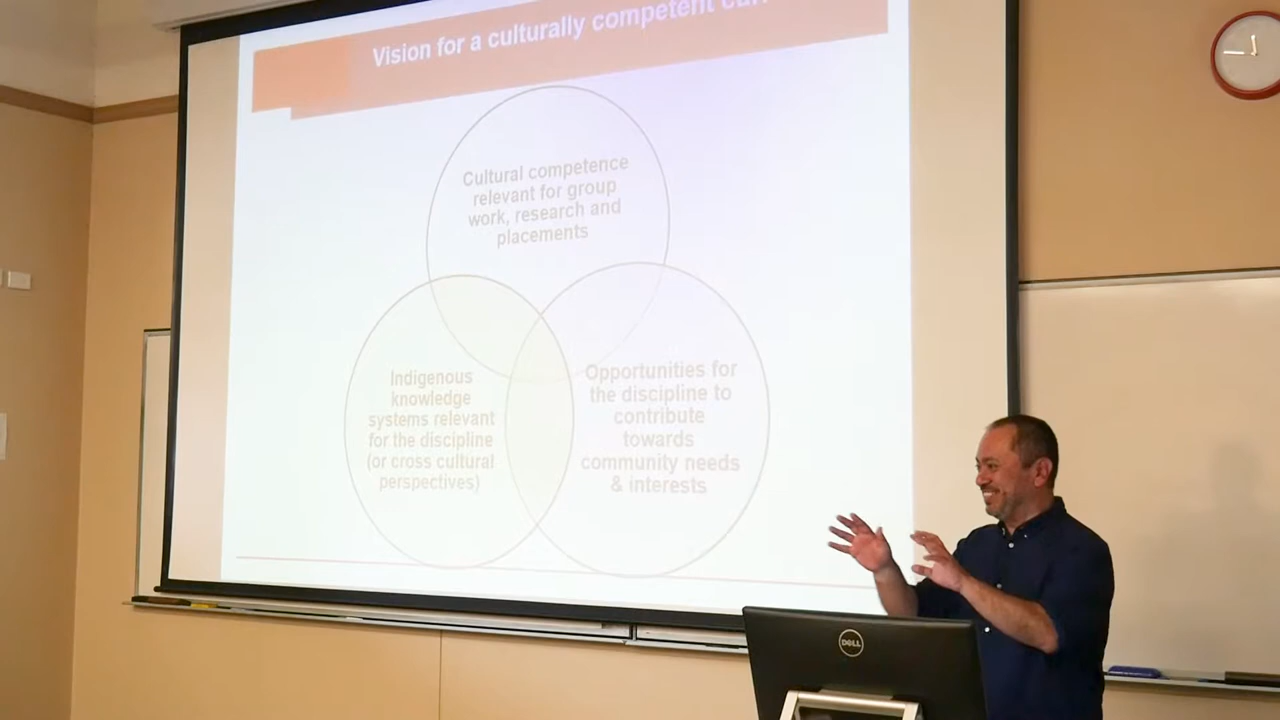 Vision for a culturally competent
Cultural competence
relevant for group
work, research and
placements
Indigenous
knowledge
systems relevant
for the discipline
(or cross cultural
perspectives)
Opportunities for
the discipline to
contribute
towards
community needs
& interests
DELL